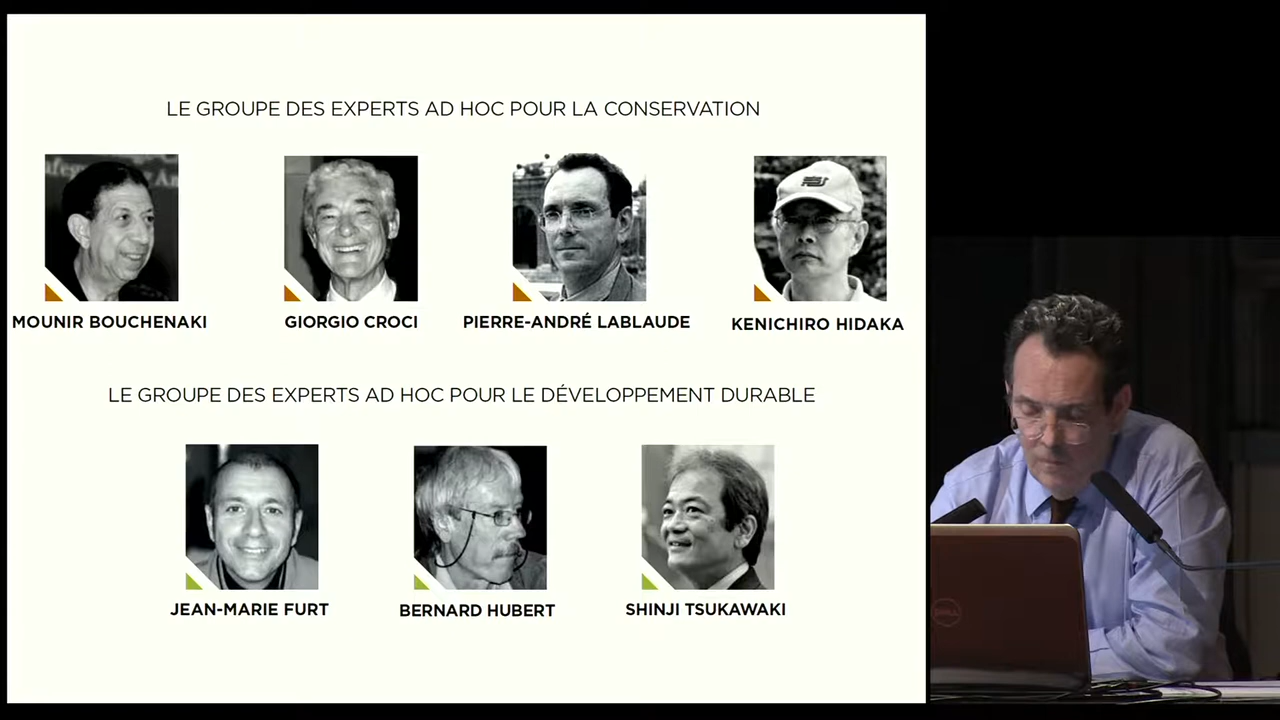 LE GROUPE DES EXPERTS AD HOC POUR LA CONSERVATION
MOUNIR BOUCHENAKI
GIORGIO CROCI
PIERRE-ANDRÉ LABLAUDE
KENICHIRO HIDAKA
LE GROUPE DES EXPERTS AD HOC POUR LE DÉVELOPPEMENT DURABLE
JEAN-MARIE FURT
BERNARD HUBERT
SHINJI TSUKAWAKI
DELL